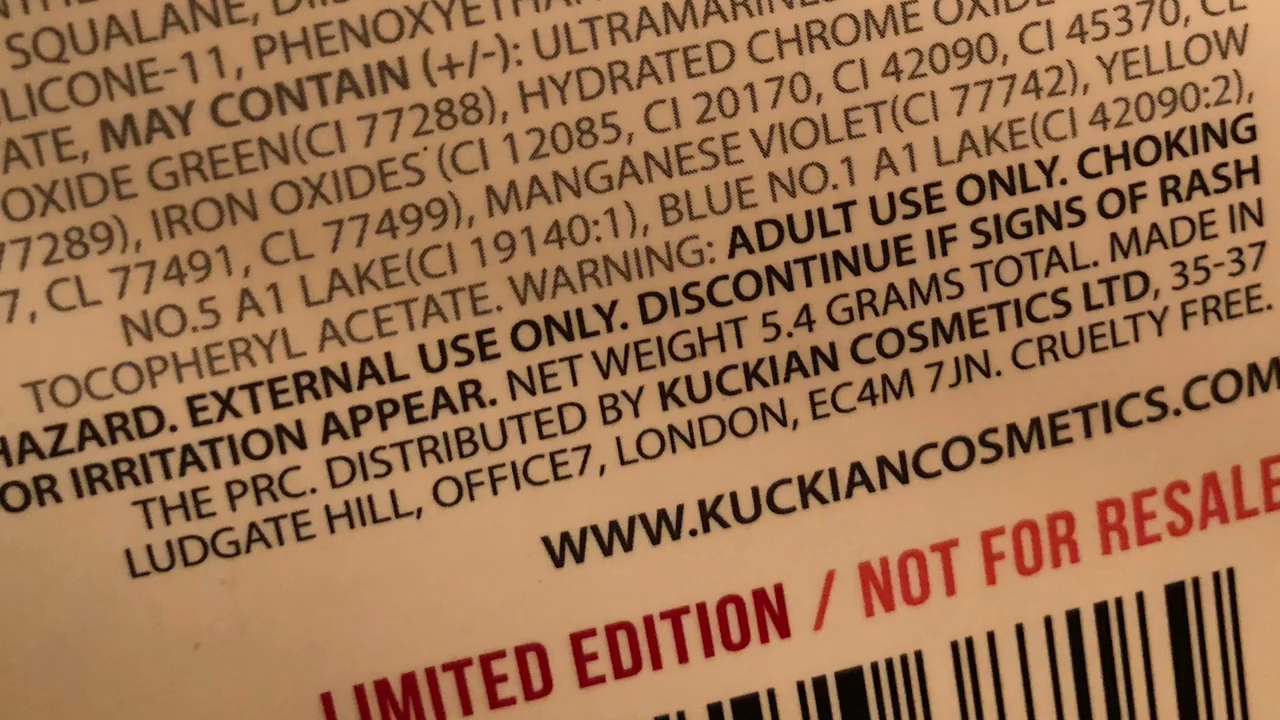 SQUALANE,
LICONE-11, PHENOXYETHAN
ATE, MAY CONTAIN (+/-): ULTRAMARINE
OXIDE GREEN(CI 77288), HYDRATED CHROME OXIDE
77289), IRON OXIDES (CI 12085, CI 20170, CI 42090, CI 45370, CL
7, CL 77491, CL 77499), MANGANESE VIOLET(CI 77742), YELLOW
NO.5 A1 LAKE(CI 19140:1), BLUE NO.1 A1 LAKE(CI 42090:2),
TOCOPHERYL ACETATE. WARNING: ADULT USE ONLY. CHOKING
HAZARD. EXTERNAL USE ONLY. DISCONTINUE IF SIGNS OF RASH
OR IRRITATION APPEAR. NET WEIGHT 5.4 GRAMS TOTAL. MADE IN
THE PRC. DISTRIBUTED BY KUCKIAN COSMETICS LTD, 35-37
LUDGATE HILL, OFFICE7, LONDON, EC4M 7JN. CRUELTY FREE.
WWW.KUCKIANCOSMETICS.COM
LIMITED EDITION / NOT FOR RESALE